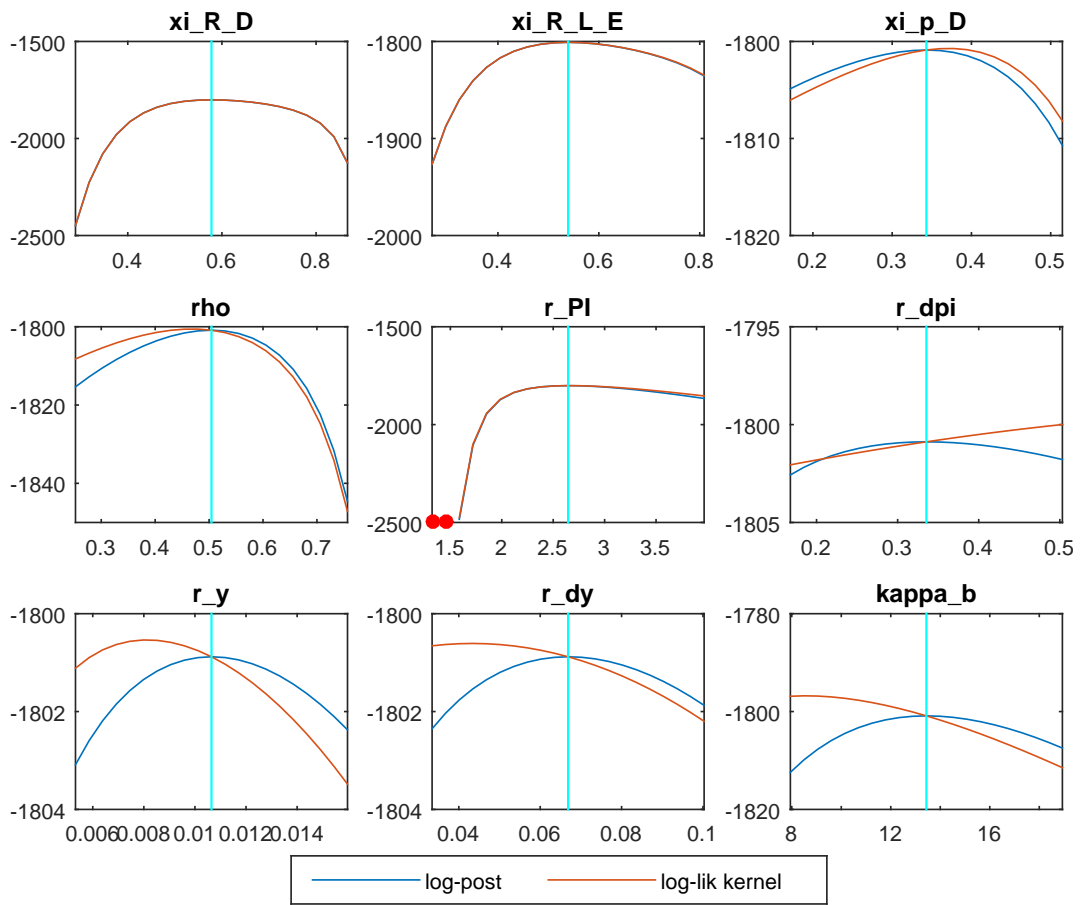 xi_R_D
-1500
-2000
-2500
0.4 0.6 0.8
xi_R_L_E
-1800
-1900
-2000
0.4 0.6 0.8
xi_p_D
-1800
-1810
-1820
0.2 0.3 0.4 0.5
rho
-1800
-1820
-1840
0.3 0.4 0.5 0.6 0.7
r_PI
-1500
-2000
-2500
1.5 2 2.5 3 3.5
r_dpi
-1795
-1800
-1805
0.2 0.3 0.4 0.5
r_y
-1800
-1802
-1804
0.006 0.008 0.01 0.012 0.014
r_dy
-1800
-1802
-1804
0.04 0.06 0.08 0.1
kappa_b
-1780
-1800
-1820
8 12 16
log-post log-lik kernel